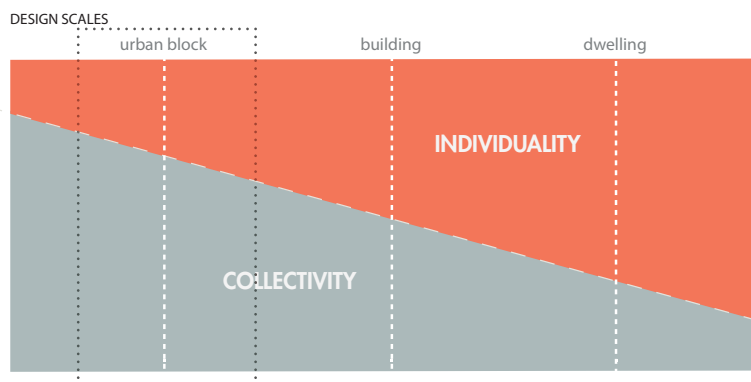 DESIGN SCALES
urban block building dwelling
INDIVIDUALITY
COLLECTIVITY